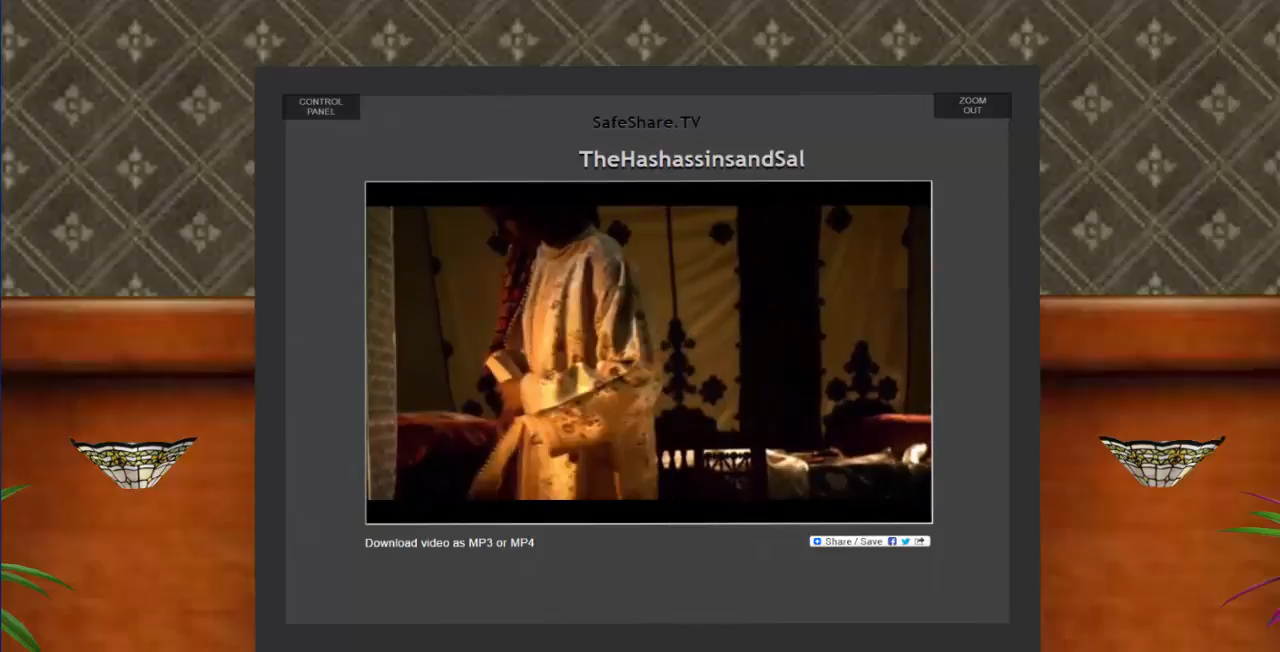 CONTROL
PANEL
ZOOM
OUT
SafeShare.TV
TheHashassinsandSal
Download video as MP3 or MP4
Share / Save